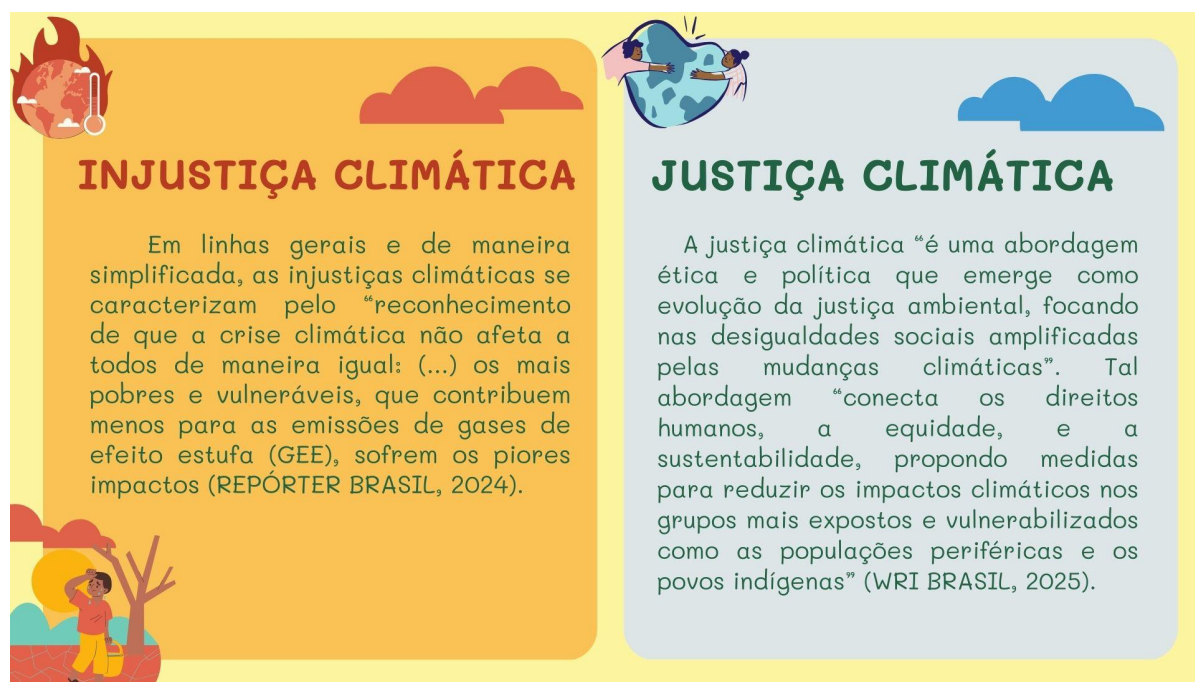 INJUSTIÇA CLIMÁTICA
Em linhas gerais e de maneira
simplificada, as injustiças climáticas se
caracterizam pelo “reconhecimento
de que a crise climática não afeta a
todos de maneira igual: (...) os mais
pobres e vulneráveis, que contribuem
menos para as emissões de gases de
efeito estufa (GEE), sofrem os piores
impactos (REPÓRTER BRASIL, 2024).
JUSTIÇA CLIMÁTICA
A justiça climática “é uma abordagem
ética e política que emerge como
evolução da justiça ambiental, focando
nas desigualdades sociais amplificadas
pelas mudanças climáticas”. Tal
abordagem “conecta os direitos
humanos, a equidade, e a
sustentabilidade, propondo medidas
para reduzir os impactos climáticos nos
grupos mais expostos e vulnerabilizados
como as populações periféricas e os
povos indígenas” (WRI BRASIL, 2025).